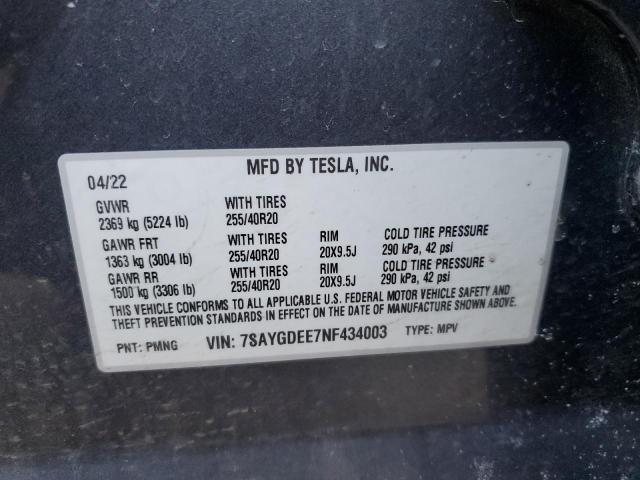 MFD BY TESLA, INC.
04/22
GVWR WITH TIRES
2369 kg (5224 lb) 255/40R20
GAWR FRT WITH TIRES RIM COLD TIRE PRESSURE
1363 kg (3004 lb) 255/40R20 20X9.5J 290 kPa, 42 psi
GAWR RR WITH TIRES RIM COLD TIRE PRESSURE
1500 kg (3306 lb) 255/40R20 20X9.5J 290 kPa, 42 psi
THIS VEHICLE CONFORMS TO ALL APPLICABLE U.S. FEDERAL MOTOR VEHICLE SAFETY AND
THEFT PREVENTION STANDARDS IN EFFECT ON THE DATE OF MANUFACTURE SHOWN ABOVE.
PNT: PMNG VIN: 7SAYGDEE7NF434003 TYPE: MPV